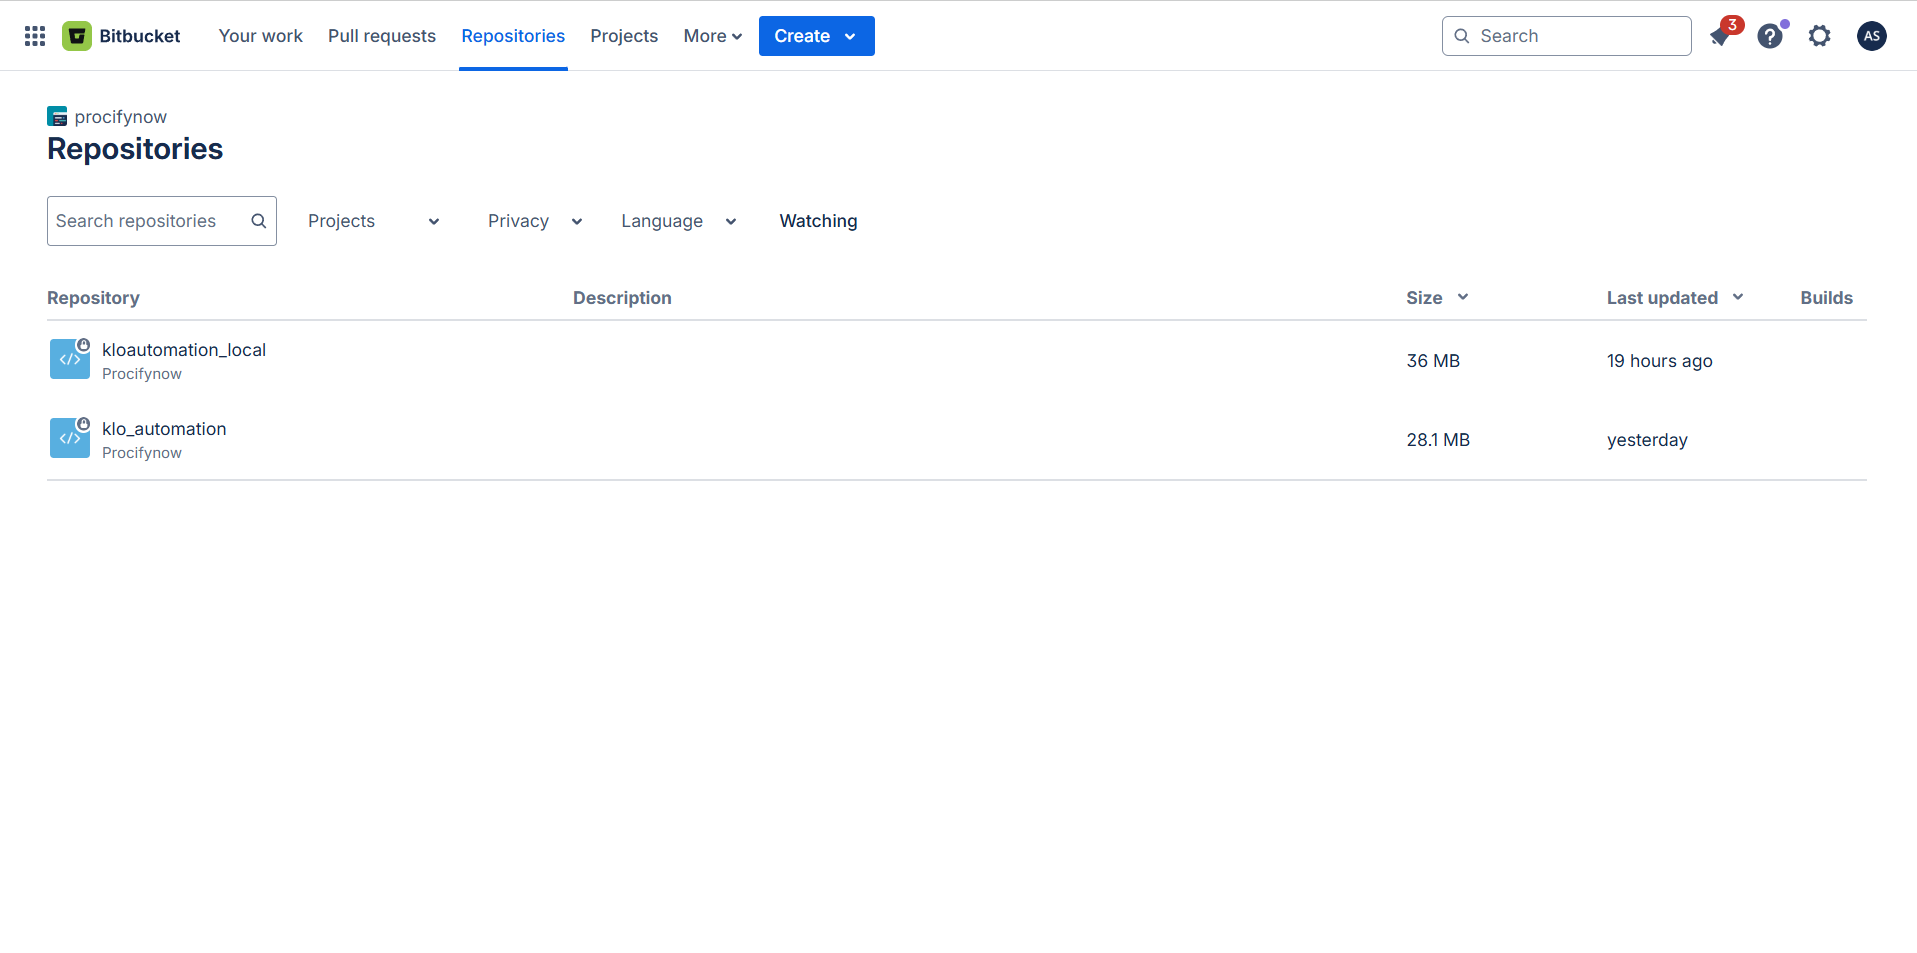 Bitbucket Your work Pull requests Repositories Projects More Create Search 3 ? AS
procifynow
Repositories
Search repositories Projects Privacy Language Watching
Repository Description Size Last updated Builds
</> kloautomation_local 36 MB 19 hours ago
Procifynow
</> klo_automation 28.1 MB yesterday
Procifynow